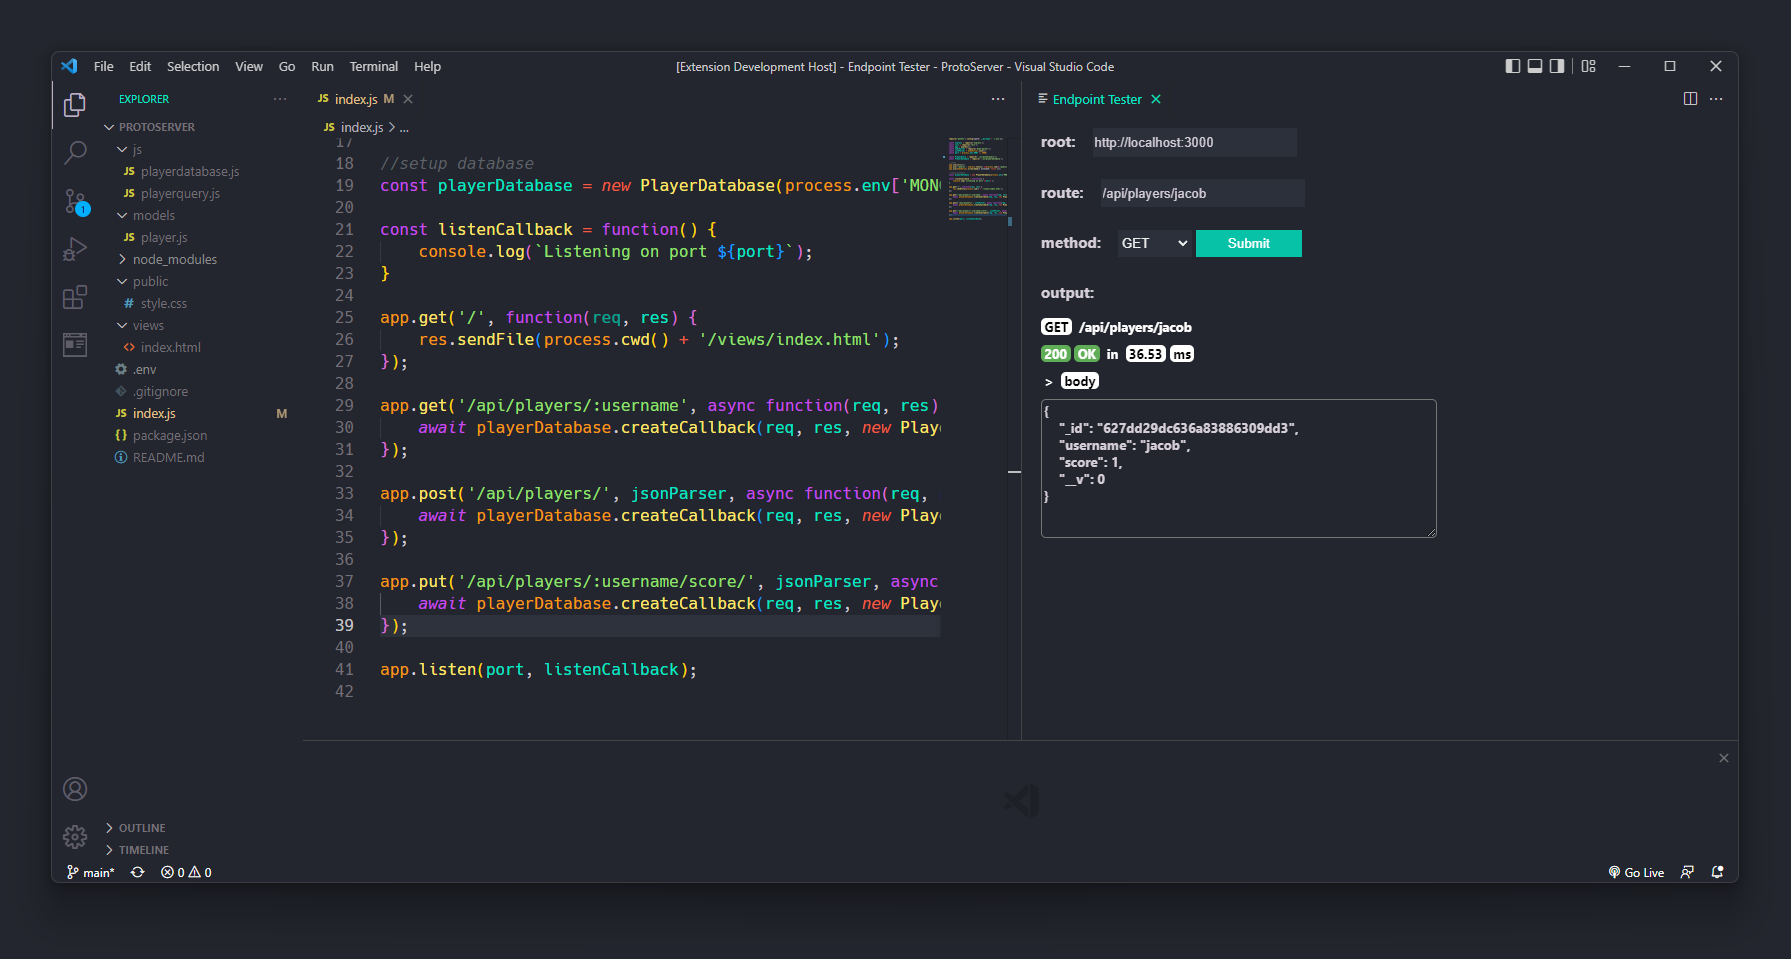 File Edit Selection View Go Run Terminal Help
[Extension Development Host] - Endpoint Tester - ProtoServer - Visual Studio Code
EXPLORER
PROTOSERVER
js
JS playerdatabase.js
JS playerquery.js
models
JS player.js
node_modules
public
# style.css
views
<> index.html
.env
.gitignore
JS index.js M
{} package.json
README.md
OUTLINE
TIMELINE
1
JS index.js M
JS index.js > ...
17
18 //setup database
19 const playerDatabase = new PlayerDatabase(process.env['MON
20
21 const listenCallback = function() {
22 console.log(`Listening on port ${port}`);
23 }
24
25 app.get('/', function(req, res) {
26 res.sendFile(process.cwd() + '/views/index.html');
27 });
28
29 app.get('/api/players/:username', async function(req, res)
30 await playerDatabase.createCallback(req, res, new Play
31 });
32
33 app.post('/api/players/', jsonParser, async function(req,
34 await playerDatabase.createCallback(req, res, new Play
35 });
36
37 app.put('/api/players/:username/score/', jsonParser, async
38 await playerDatabase.createCallback(req, res, new Play
39 });
40
41 app.listen(port, listenCallback);
42
Endpoint Tester
root: http://localhost:3000
route: /api/players/jacob
method: GET Submit
output:
GET /api/players/jacob
200 OK in 36.53 ms
> body
{
"_id": "627dd29dc636a83886309dd3",
"username": "jacob",
"score": 1,
"__v": 0
}
main* 0 0
Go Live